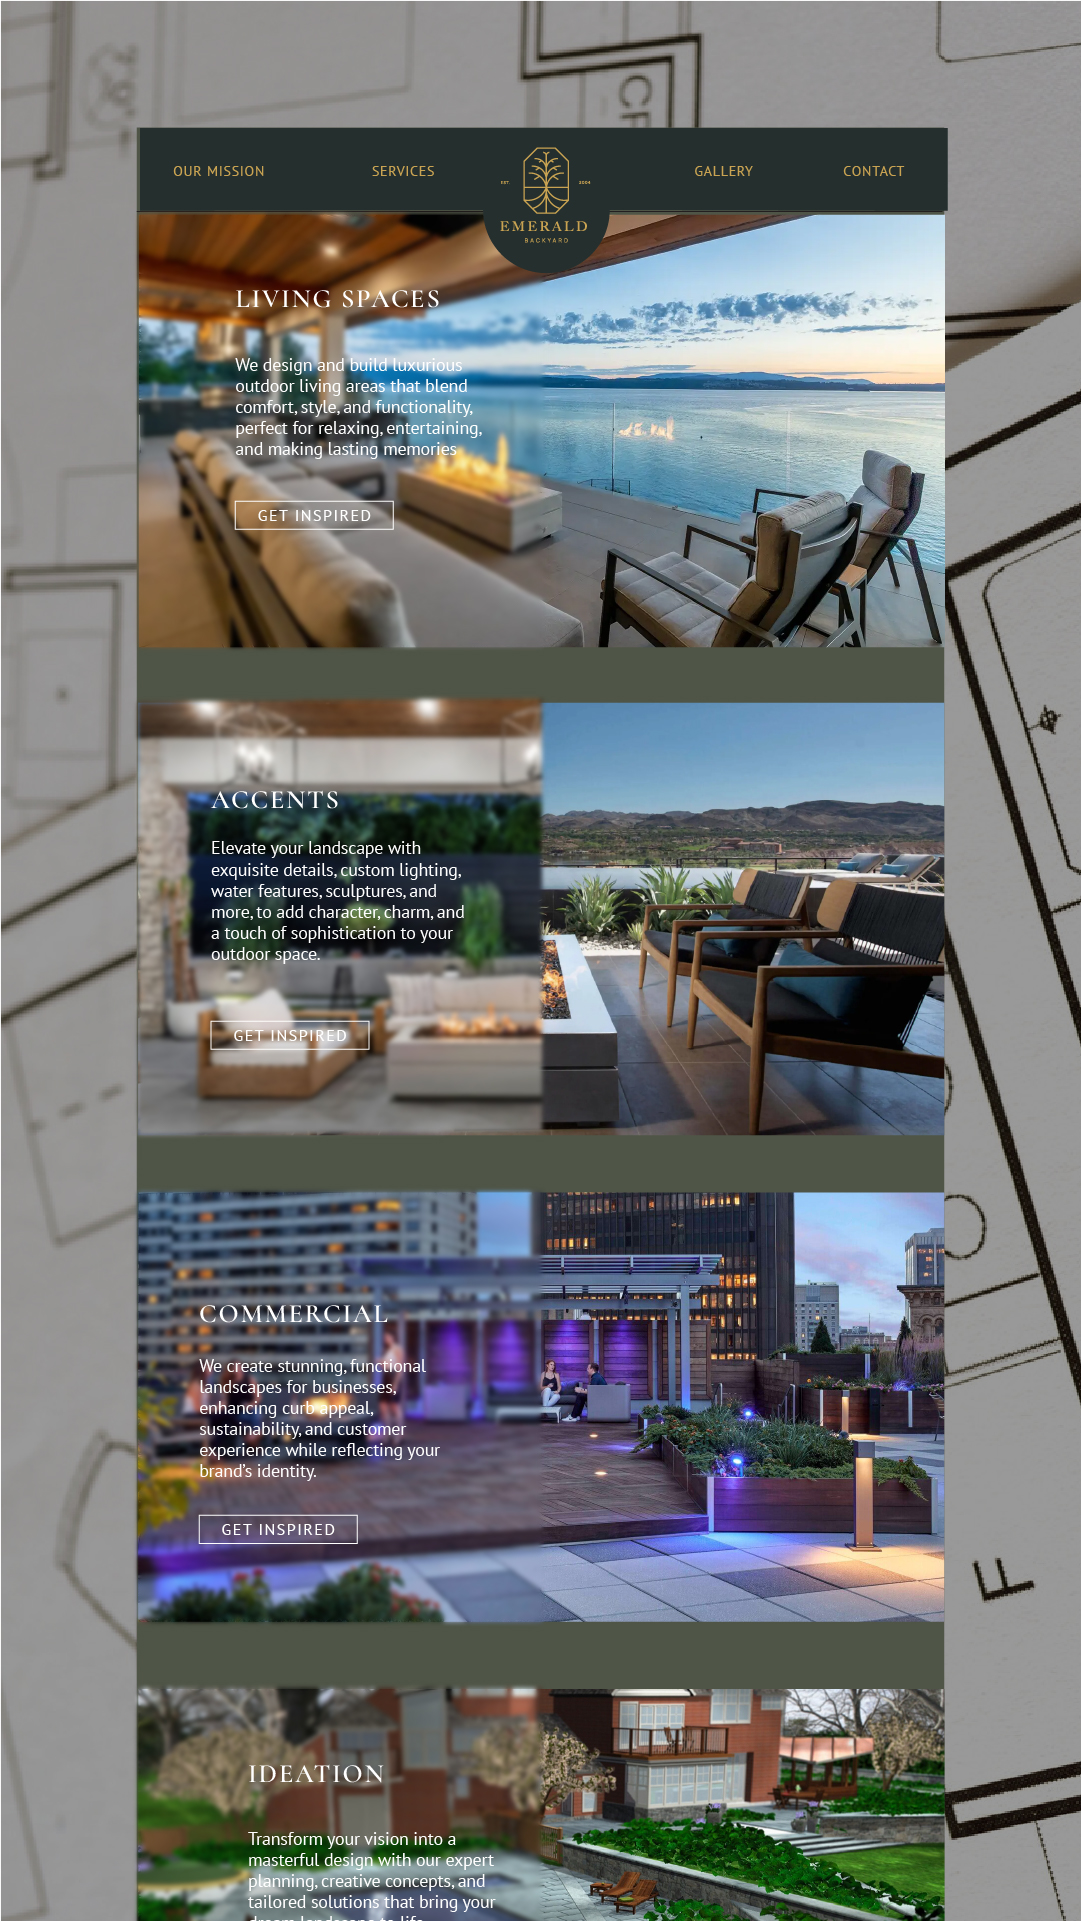 OUR MISSION
SERVICES
EST.
2004
EMERALD
BACKYARD
GALLERY
CONTACT
LIVING SPACES
We design and build luxurious
outdoor living areas that blend
comfort, style, and functionality,
perfect for relaxing, entertaining,
and making lasting memories
GET INSPIRED
ACCENTS
Elevate your landscape with
exquisite details, custom lighting,
water features, sculptures, and
more, to add character, charm, and
a touch of sophistication to your
outdoor space.
GET INSPIRED
COMMERCIAL
We create stunning, functional
landscapes for businesses,
enhancing curb appeal,
sustainability, and customer
experience while reflecting your
brand's identity.
GET INSPIRED
F
IDEATION
Transform your vision into a
masterful design with our expert
planning, creative concepts, and
tailored solutions that bring your
dream landscape to life